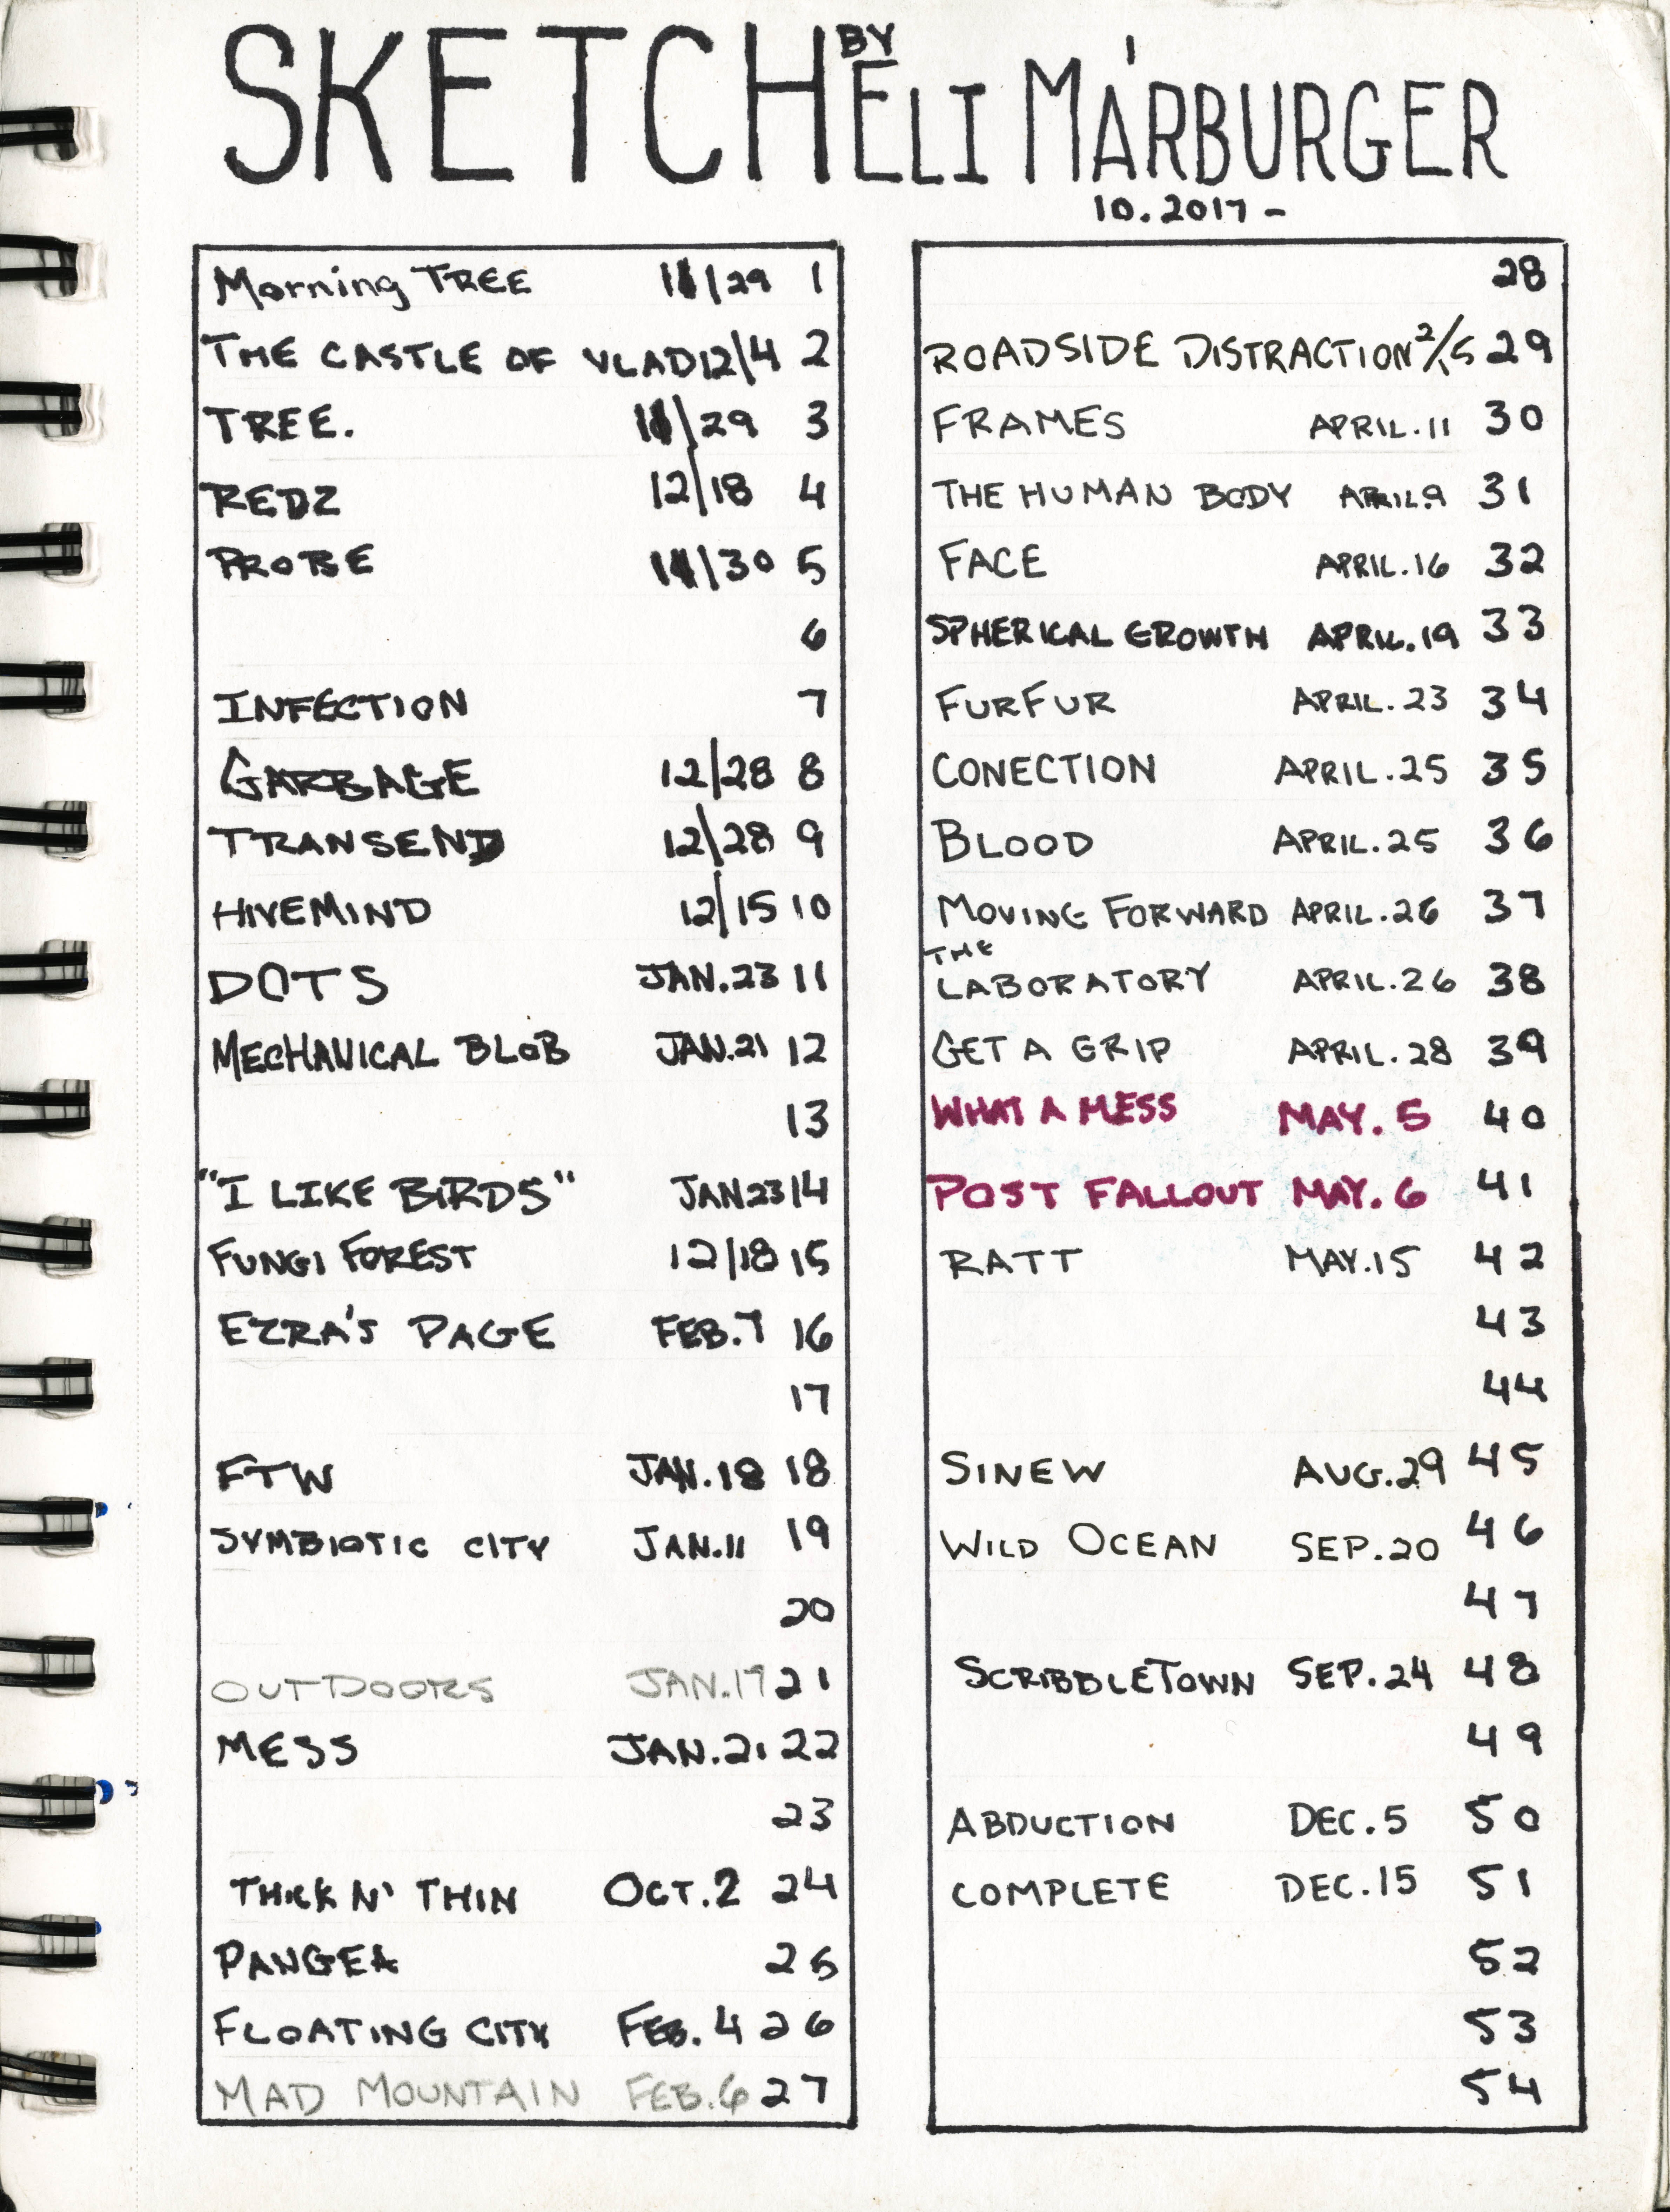 SKETCH BY ELI MARBURGER
10.2017 -
Morning TREE 11/29 1
THE CASTLE OF VLAD 12/4 2
TREE. 11/29 3
REDZ 12/18 4
PROBE 11/30 5
6
INFECTION 7
GARBAGE 12/28 8
TRANSEND 12/28 9
HIVEMIND 12/15 10
DOTS JAN.23 11
MECHANICAL BLOB JAN.21 12
13
"I LIKE BIRDS" JAN23 14
FUNGI FOREST 12/18 15
EZRA'S PAGE FEB.7 16
17
FTW JAN.18 18
SYMBIOTIC CITY JAN.11 19
20
OUTDOORS JAN.19 21
MESS JAN.21 22
23
THICK N' THIN OCT.2 24
PANGEA 25
FLOATING CITY FEB.4 26
MAD MOUNTAIN FEB.6 27
28
ROADSIDE DISTRACTION 2/5 29
FRAMES APRIL.11 30
THE HUMAN BODY APRIL.9 31
FACE APRIL.16 32
SPHERICAL GROWTH APRIL.19 33
FURFUR APRIL.23 34
CONECTION APRIL.25 35
BLOOD APRIL.25 36
MOVING FORWARD APRIL.26 37
THE LABORATORY APRIL.26 38
GET A GRIP APRIL.28 39
WHAT A MESS MAY.5 40
POST FALLOUT MAY.6 41
RATT MAY.15 42
43
44
SINEW AUG.29 45
WILD OCEAN SEP.20 46
47
SCRIBBLETOWN SEP.24 48
49
ABDUCTION DEC.5 50
COMPLETE DEC.15 51
52
53
54